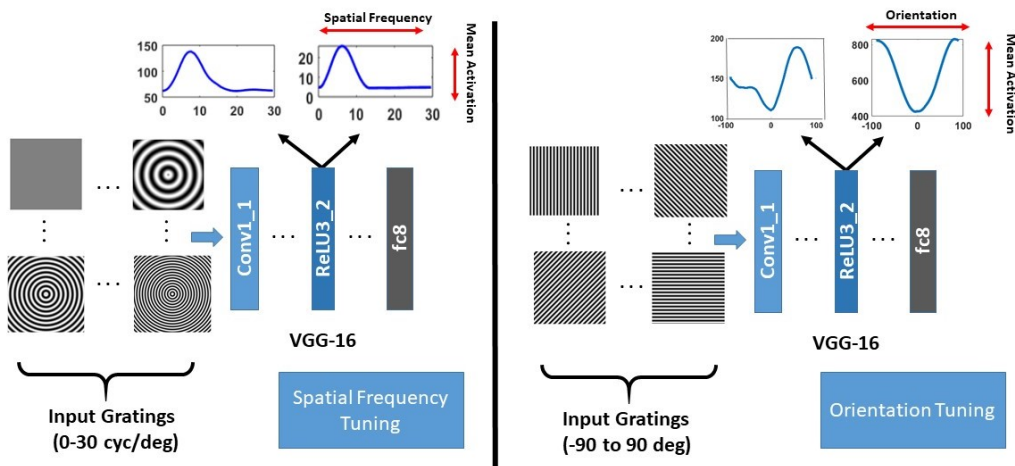 Spatial Frequency
150
100
50
0 10 20 30
20
10
0
0 10 20 30
Mean Activation
Conv1_1
ReLU3_2
fc8
VGG-16
Input Gratings
(0-30 cyc/deg)
Spatial Frequency
Tuning
Orientation
200
150
100
-100 0 100
800
600
400
-100 0 100
Mean Activation
Conv1_1
ReLU3_2
fc8
VGG-16
Input Gratings
(-90 to 90 deg)
Orientation Tuning